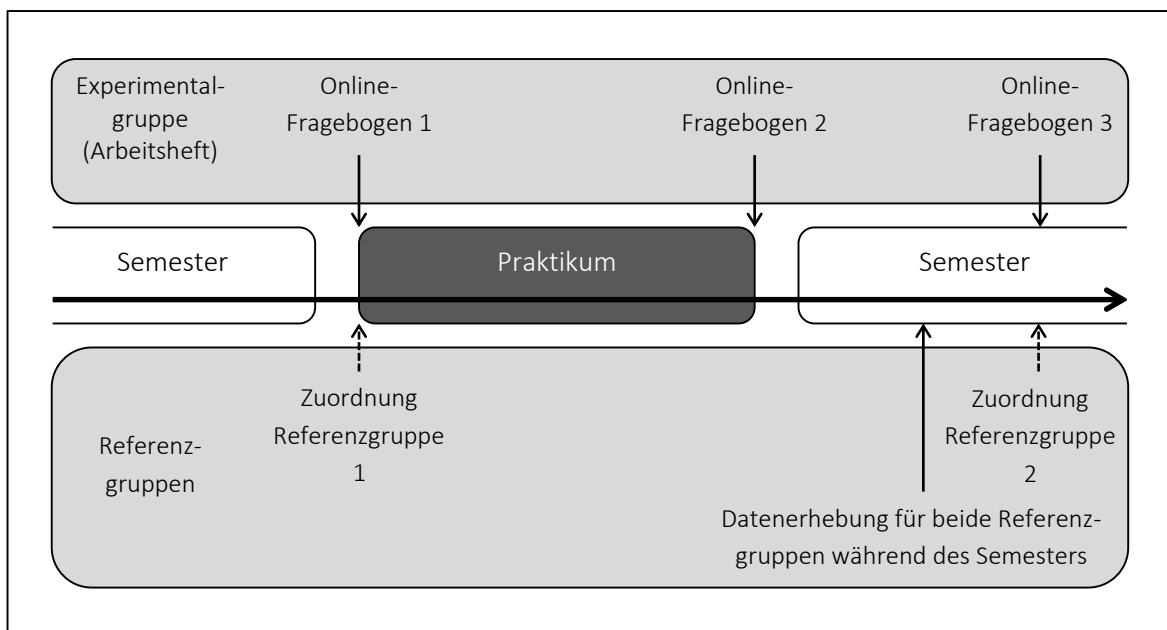 Experimental-
gruppe
(Arbeitsheft)
Online-
Fragebogen 1
Online-
Fragebogen 2
Online-
Fragebogen 3
Semester
Praktikum
Semester
Referenz-
gruppen
Zuordnung
Referenzgruppe
1
Zuordnung
Referenzgruppe
2
Datenerhebung für beide Referenz-
gruppen während des Semesters